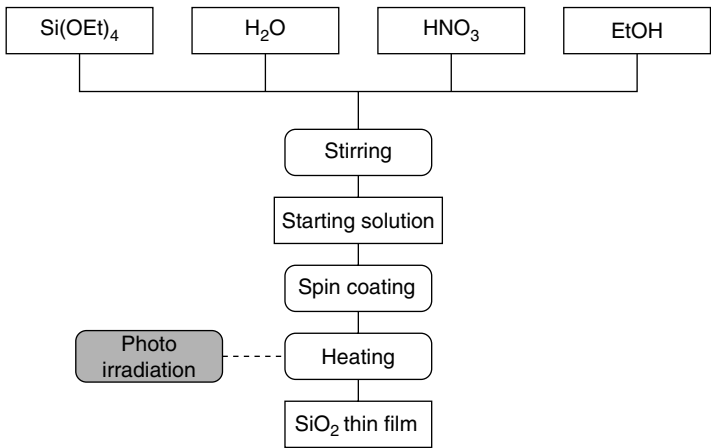 Si(OEt)₄
H₂O
HNO₃
EtOH
Stirring
Starting solution
Spin coating
Photo
irradiation
Heating
SiO₂ thin film